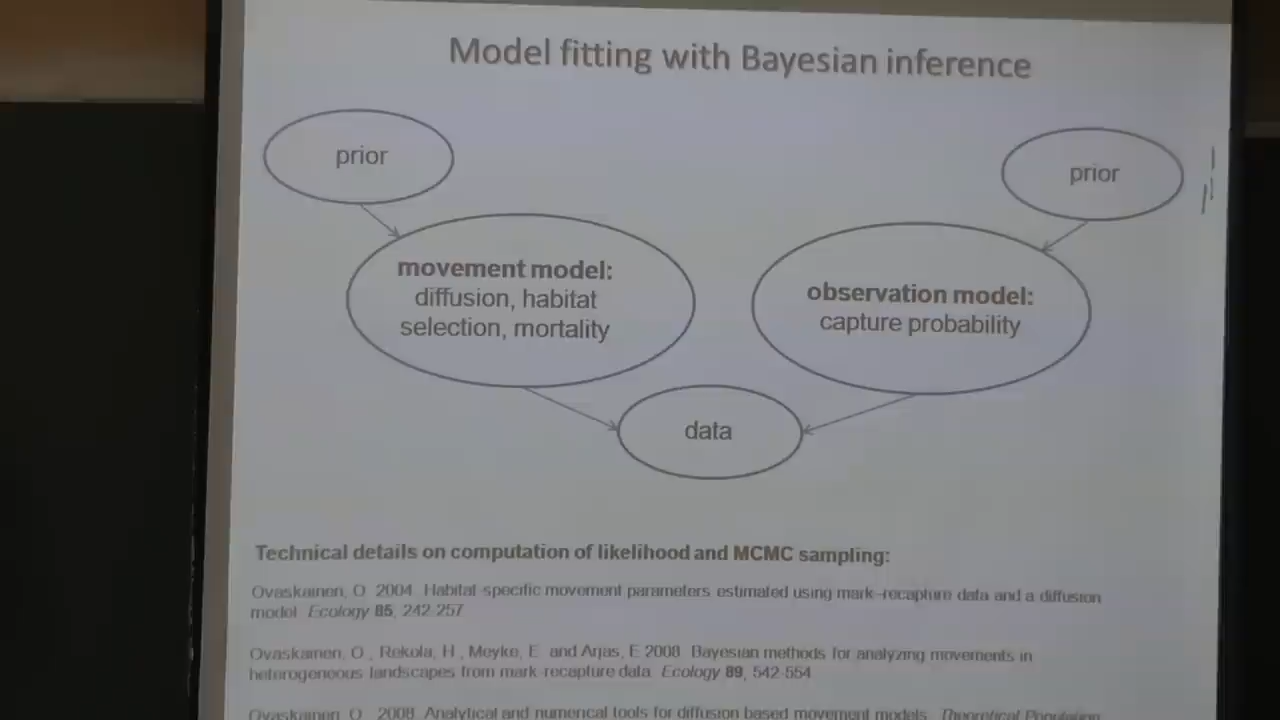 Model fitting with Bayesian inference
prior
prior
movement model:
diffusion, habitat
selection, mortality
observation model:
capture probability
data
Technical details on computation of likelihood and MCMC sampling:
Ovaskainen, O. 2004. Habitat-specific movement parameters estimated using mark-recapture data and a diffusion
model. Ecology 85, 242-257
Ovaskainen, O., Rekola, H., Meyke, E. and Arjas, E. 2008. Bayesian methods for analyzing movements in
heterogeneous landscapes from mark-recapture data. Ecology 89, 542-554
Ovaskainen, O. 2008. Analytical and numerical tools for diffusion based movement models. Theoretical Population